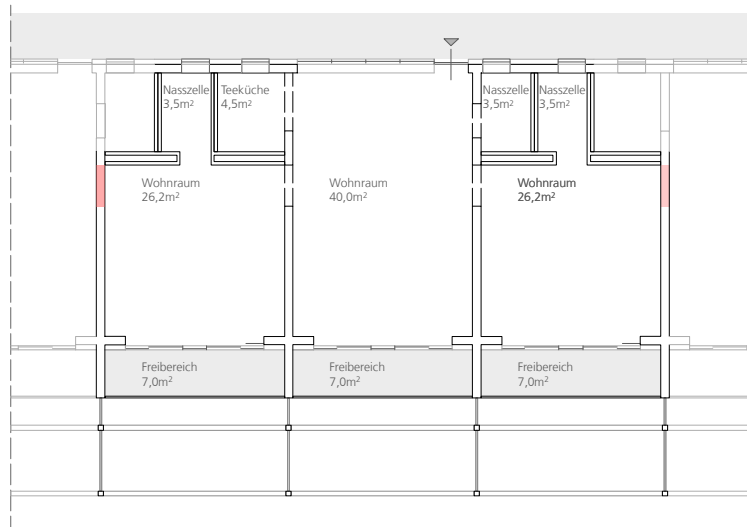 Nasszelle
3,5m²
Teeküche
4,5m²
Nasszelle
3,5m²
Nasszelle
3,5m²
Wohnraum
26,2m²
Wohnraum
40,0m²
Wohnraum
26,2m²
Freibereich
7,0m²
Freibereich
7,0m²
Freibereich
7,0m²